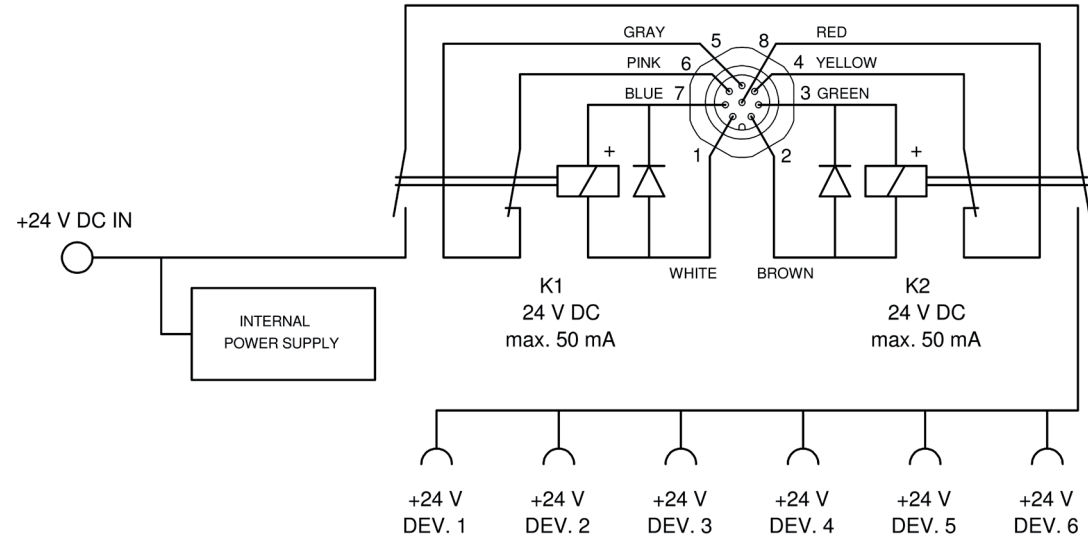 GRAY 5 8 RED
PINK 6 4 YELLOW
BLUE 7 3 GREEN
1 2
+ +
+24 V DC IN
WHITE BROWN
K1 K2
24 V DC 24 V DC
max. 50 mA max. 50 mA
INTERNAL
POWER SUPPLY
+24 V +24 V +24 V +24 V +24 V +24 V
DEV. 1 DEV. 2 DEV. 3 DEV. 4 DEV. 5 DEV. 6